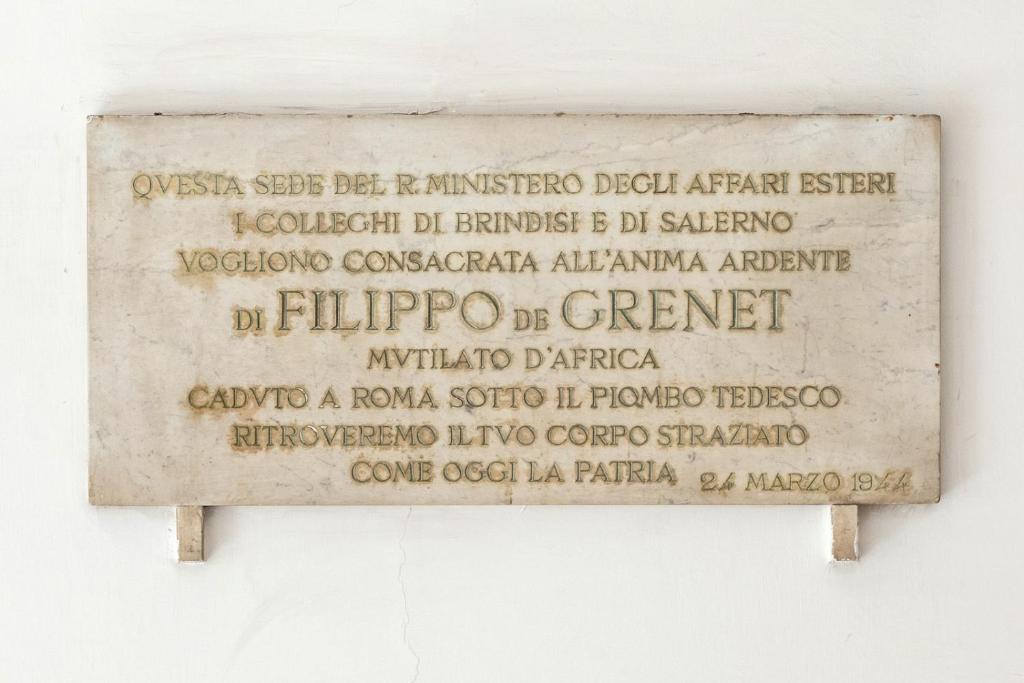 QVESTA SEDE DEL R. MINISTERO DEGLI AFFARI ESTERI
I COLLEGHI DI BRINDISI E DI SALERNO
VOGLIONO CONSACRATA ALL'ANIMA ARDENTE
DI FILIPPO DE GRENET
MVTILATO D'AFRICA
CADVTO A ROMA SOTTO IL PIOMBO TEDESCO
RITROVEREMO IL TVO CORPO STRAZIATO
COME OGGI LA PATRIA 24 MARZO 1944